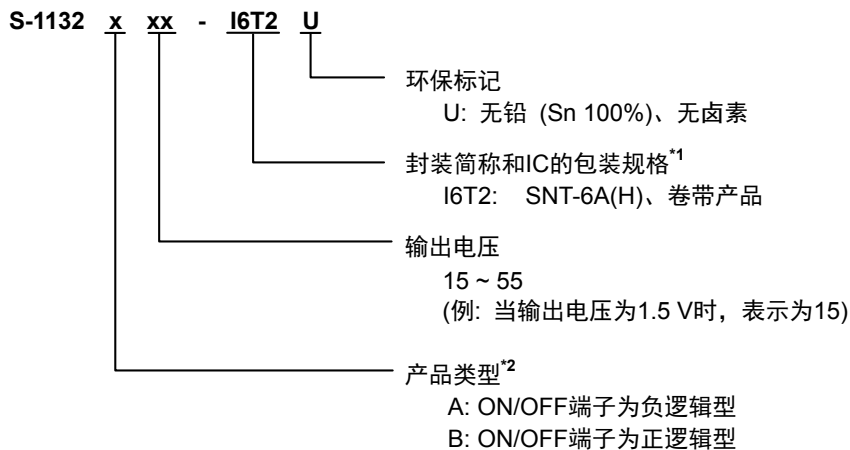 S-1132 x xx - I6T2 U
环保标记
U: 无铅 (Sn 100%)、无卤素
封装简称和IC的包装规格*1
I6T2: SNT-6A(H)、卷带产品
输出电压
15 ~ 55
(例: 当输出电压为1.5 V时，表示为15)
产品类型*2
A: ON/OFF端子为负逻辑型
B: ON/OFF端子为正逻辑型